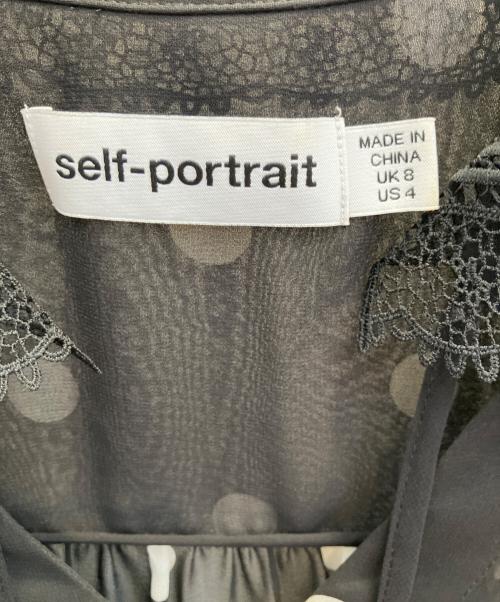 self-portrait
MADE IN
CHINA
UK 8
US 4